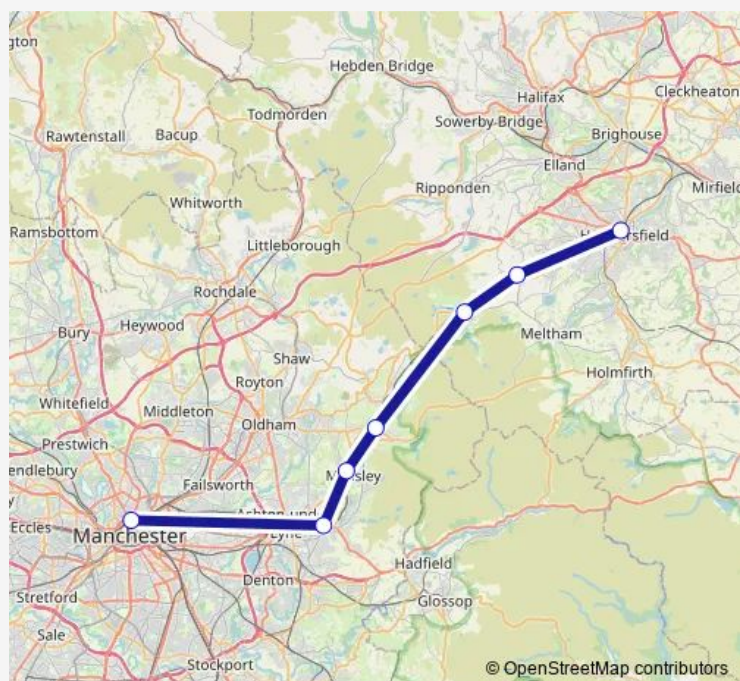 Hebden Bridge
Cleckheaton
Halifax
Todmorden
Sowerby Bridge
Rawtenstall
Bacup
Brighouse
Elland
Ripponden
Mirfield
Whitworth
Ramsbottom
Littleborough
Rochdale
Bury
Heywood
Meltham
Shaw
Holmfirth
Royton
Whitefield
Middleton
Oldham
Prestwich
Failsworth
Eccles
Manchester
Hadfield
Denton
Stretford
Glossop
Sale
Stockport
© OpenStreetMap contributors